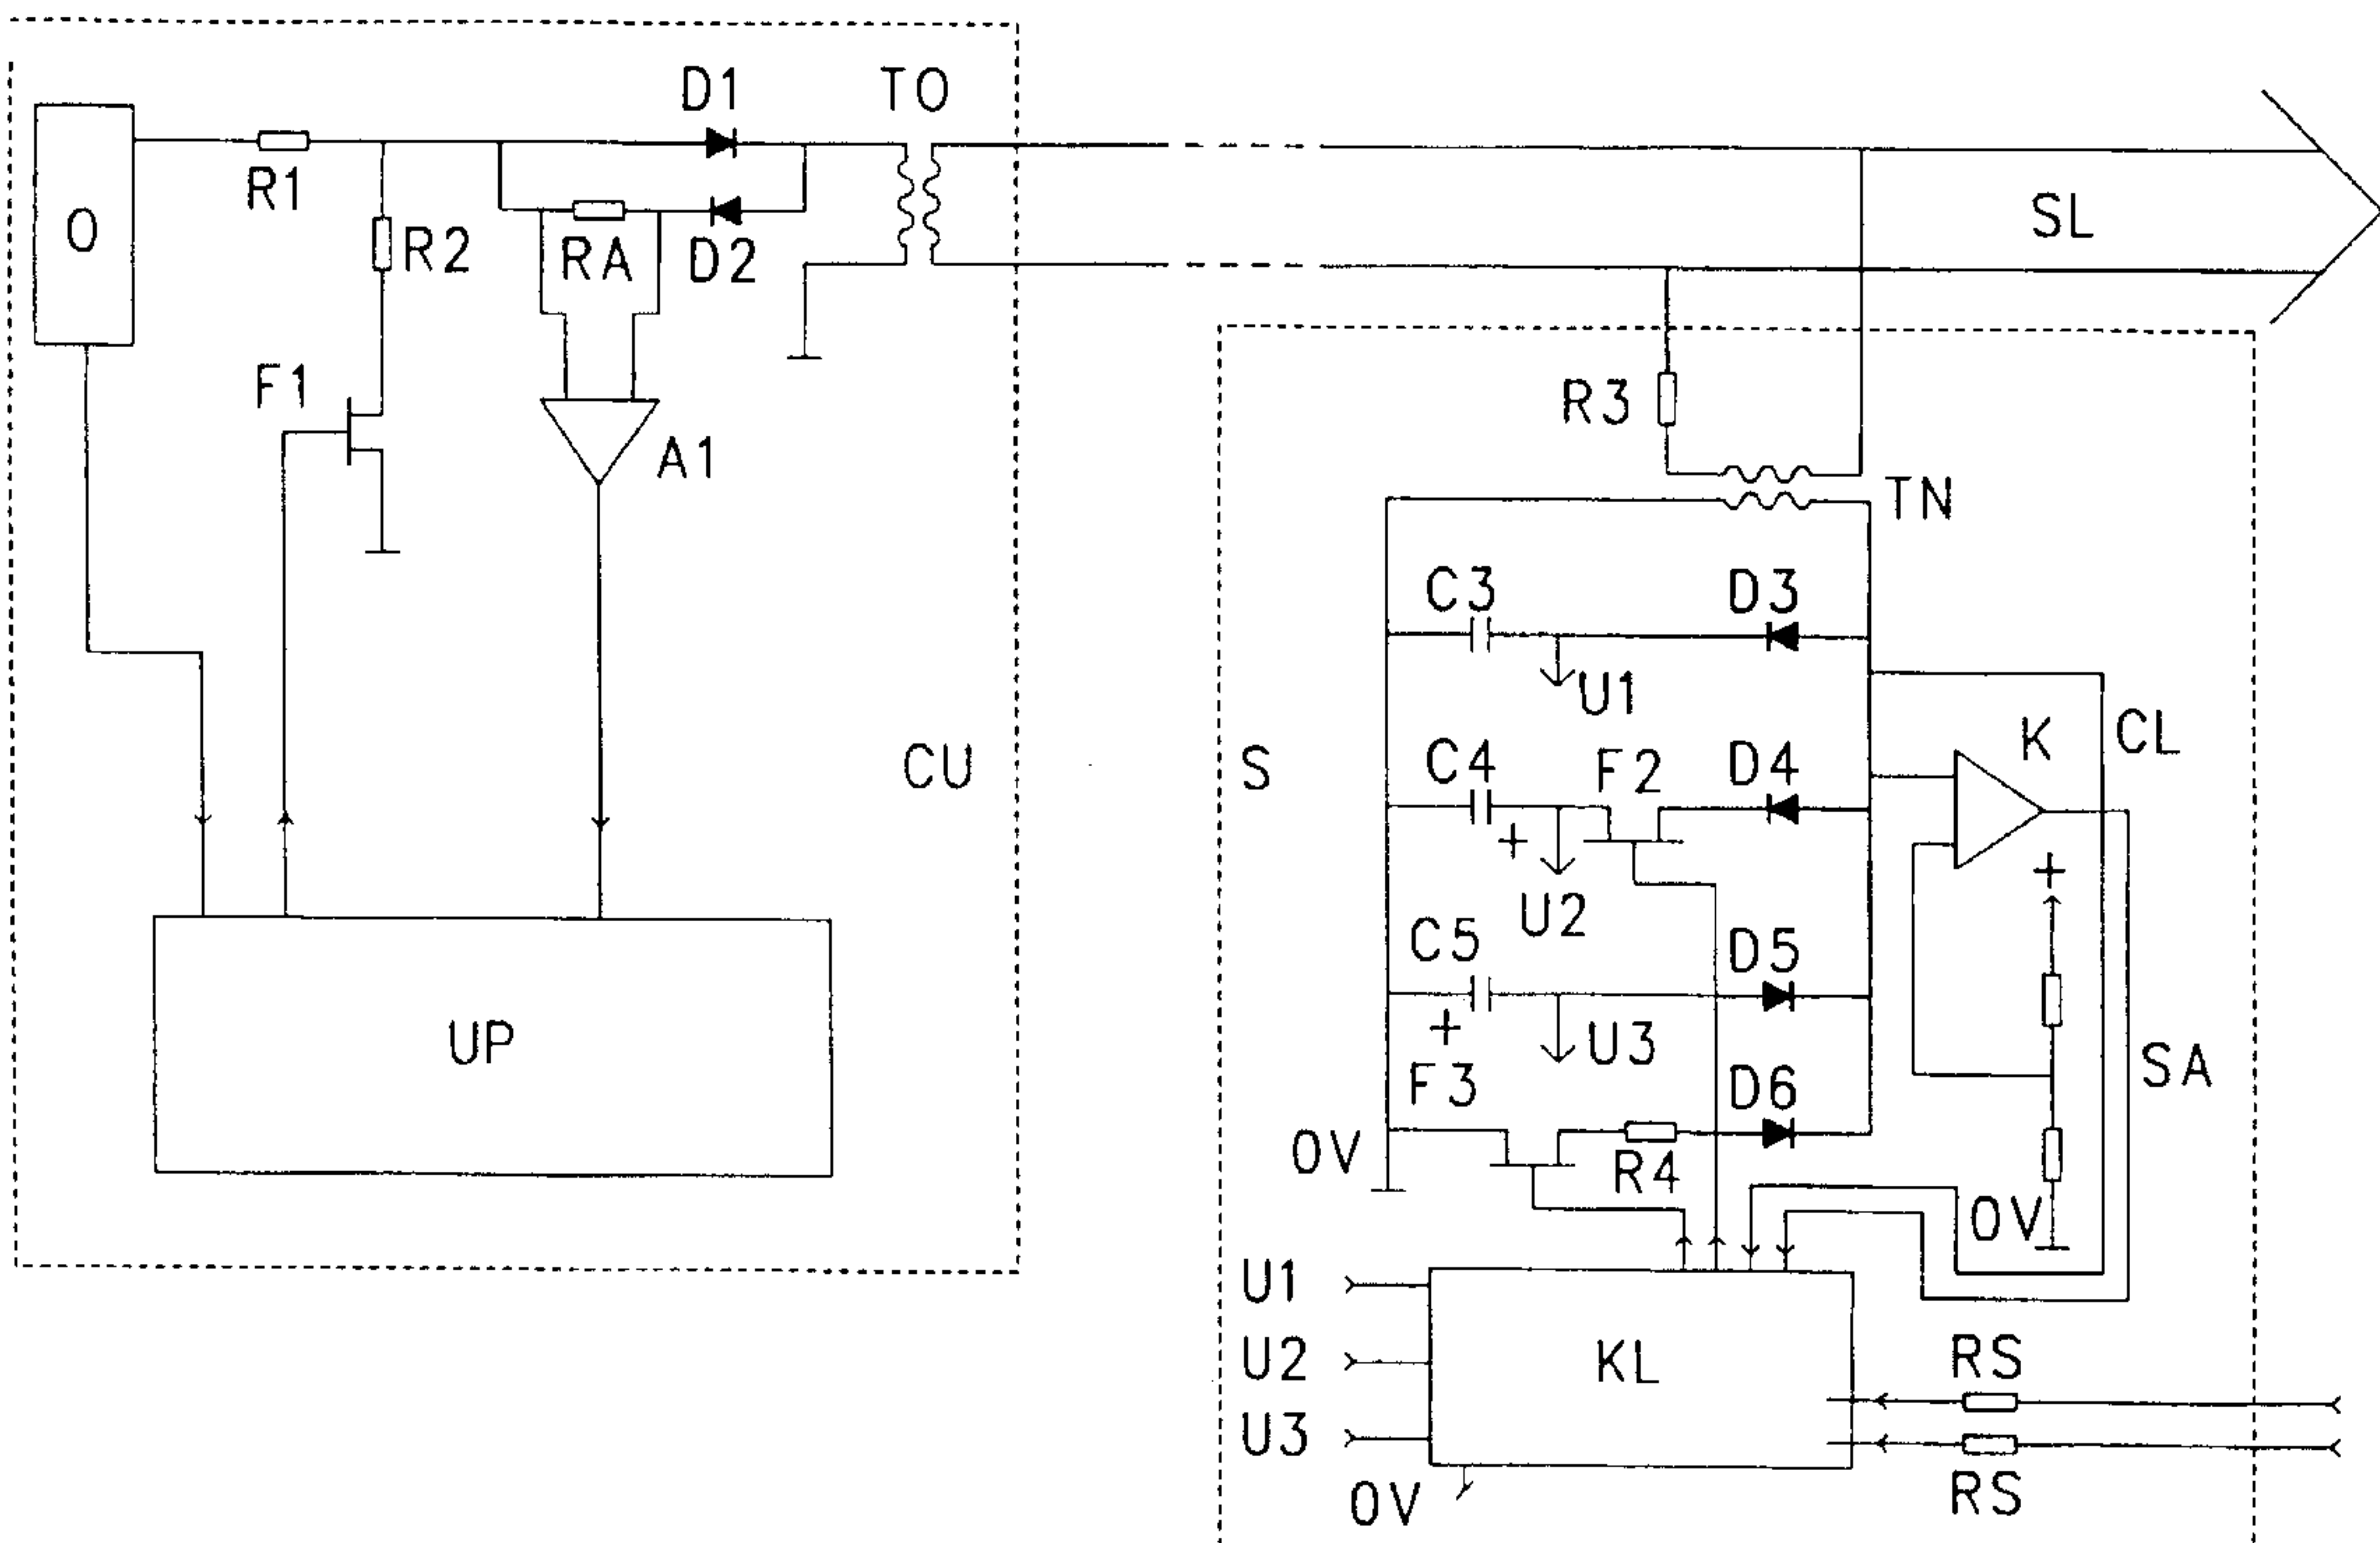 D1
TO
O
R1
R2
RA
D2
SL
F1
A1
R3
TN
C3
D3
U1
CU
S
C4
F2
D4
K
CL
+
+
U2
C5
D5
UP
+
U3
F3
D6
SA
0V
R4
0V
U1
U2
KL
RS
U3
0V
RS